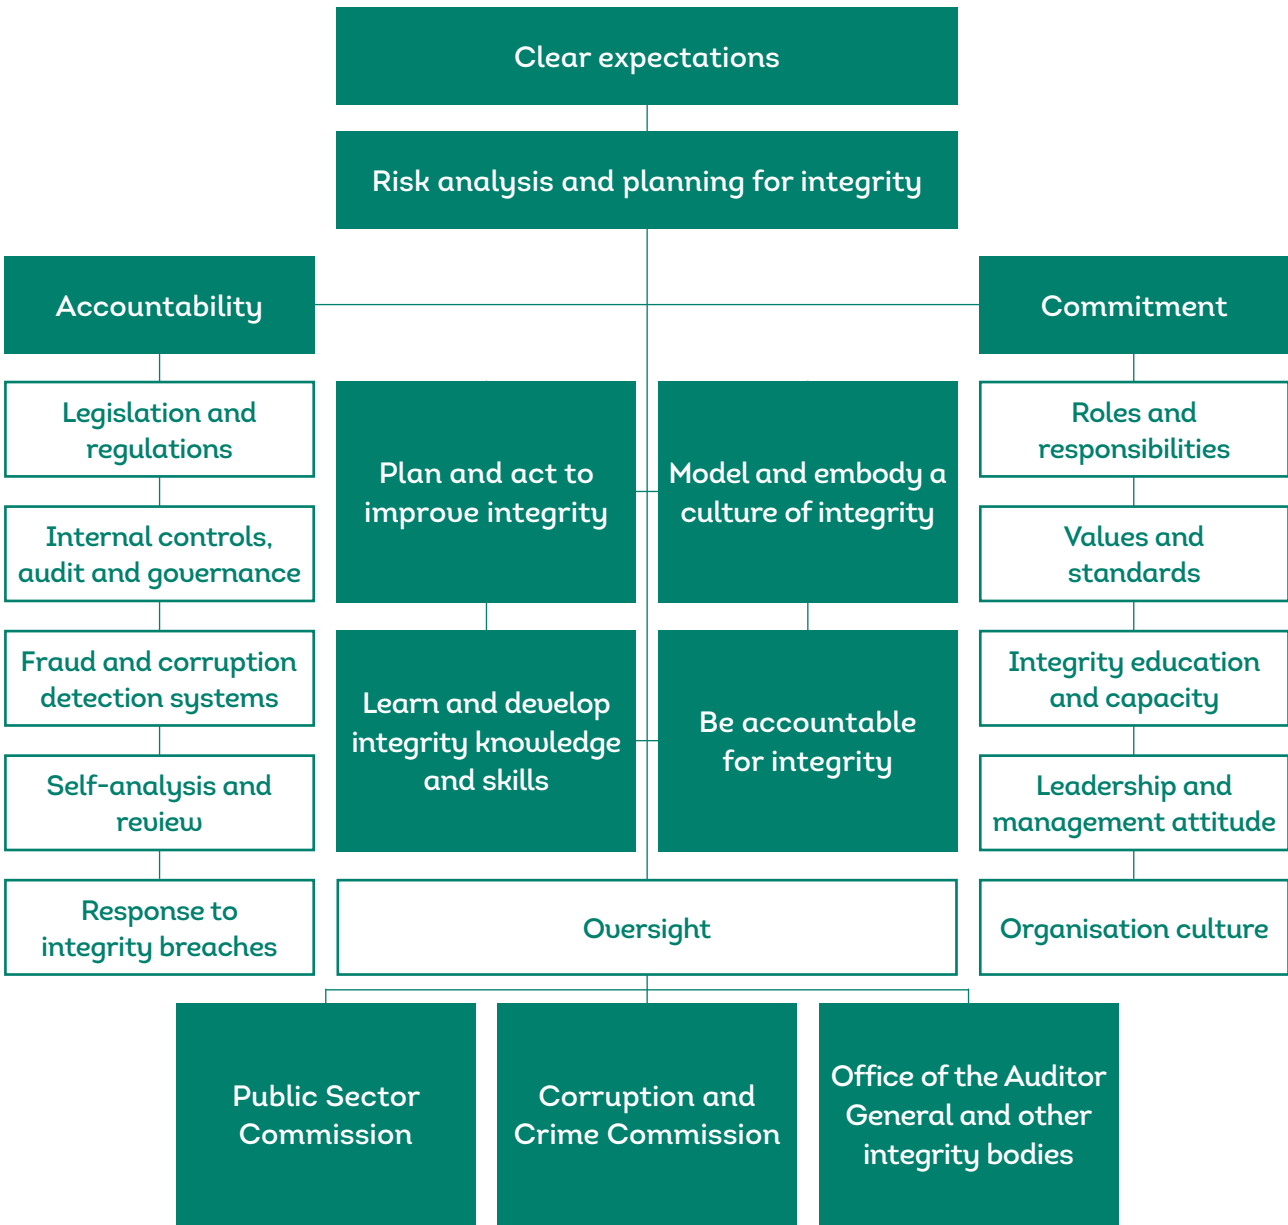 Clear expectations
Risk analysis and planning for integrity
Accountability
Legislation and
regulations
Internal controls,
audit and governance
Fraud and corruption
detection systems
Self-analysis and
review
Response to
integrity breaches
Plan and act to
improve integrity
Model and embody a
culture of integrity
Learn and develop
integrity knowledge
and skills
Be accountable
for integrity
Commitment
Roles and
responsibilities
Values and
standards
Integrity education
and capacity
Leadership and
management attitude
Organisation culture
Oversight
Public Sector
Commission
Corruption and
Crime Commission
Office of the Auditor
General and other
integrity bodies